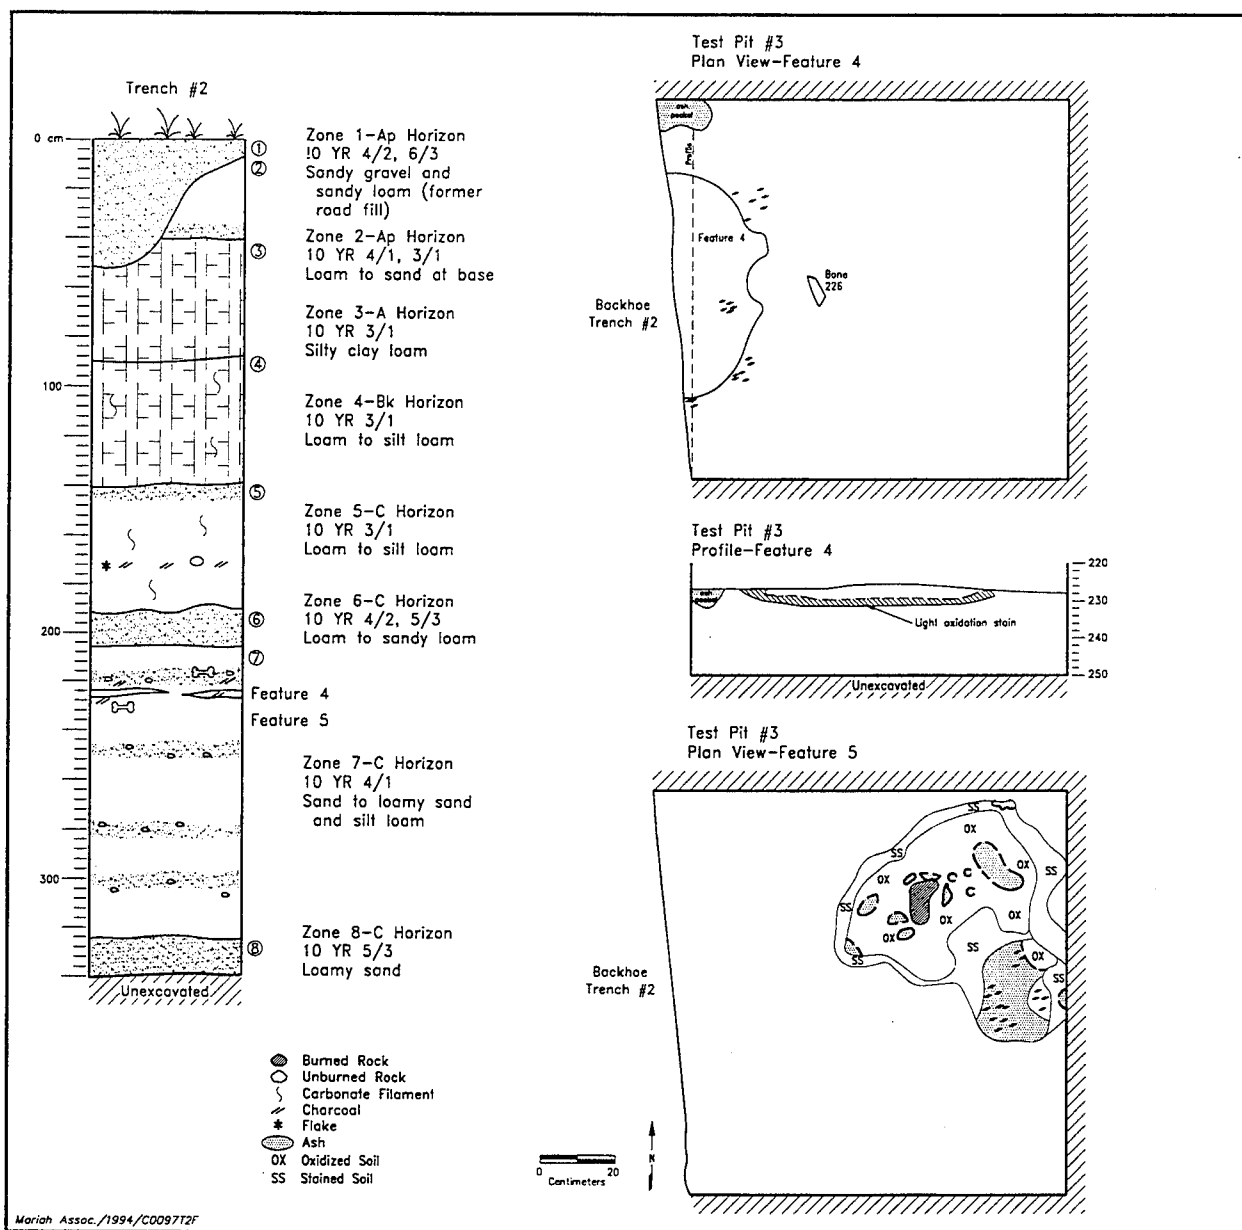 Trench #2
0 cm
100
200
300
①
②
③
④
⑤
⑥
⑦
⑧
Feature 4
Feature 5
Unexcavated
Zone 1-Ap Horizon
!0 YR 4/2, 6/3
Sandy gravel and
sandy loam (former
road fill)
Zone 2-Ap Horizon
10 YR 4/1, 3/1
Loam to sand at base
Zone 3-A Horizon
10 YR 3/1
Silty clay loam
Zone 4-Bk Horizon
10 YR 3/1
Loam to silt loam
Zone 5-C Horizon
10 YR 3/1
Loam to silt loam
Zone 6-C Horizon
10 YR 4/2, 5/3
Loam to sandy loam
Zone 7-C Horizon
10 YR 4/1
Sand to loamy sand
and silt loam
Zone 8-C Horizon
10 YR 5/3
Loamy sand
Burned Rock
Unburned Rock
Carbonate Filament
Charcoal
Flake
Ash
OX Oxidized Soil
SS Stained Soil
Test Pit #3
Plan View-Feature 4
ash
pocket
Profile
Feature 4
Bone
226
Backhoe
Trench #2
Test Pit #3
Profile-Feature 4
ash
pocket
Light oxidation stain
220
230
240
250
Unexcavated
Test Pit #3
Plan View-Feature 5
SS
OX
SS
OX
OX
C
C
SS
SS
OX
OX
OX
SS
SS
OX
SS
Backhoe
Trench #2
N
0 20
Centimeters
Mariah Assoc./1994/C0097T2F